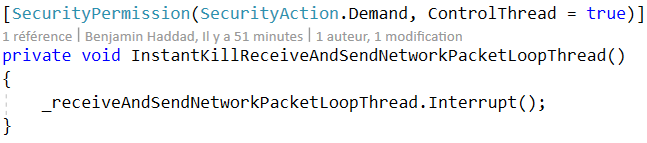 [SecurityPermission(SecurityAction.Demand, ControlThread = true)]
1 référence | Benjamin Haddad, Il y a 51 minutes | 1 auteur, 1 modification
private void InstantKillReceiveAndSendNetworkPacketLoopThread()
{
    _receiveAndSendNetworkPacketLoopThread.Interrupt();
}